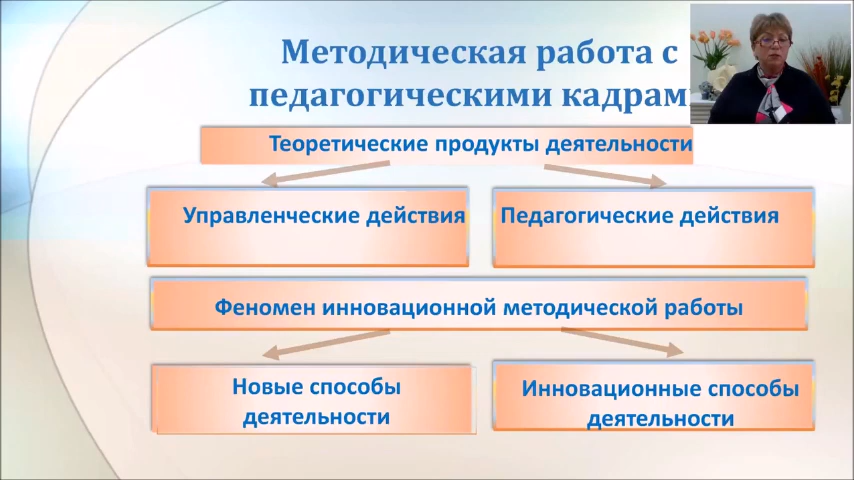 Методическая работа с
педагогическими кадрам
Теоретические продукты деятельности
Управленческие действия
Педагогические действия
Феномен инновационной методической работы
Новые способы
деятельности
Инновационные способы
деятельности